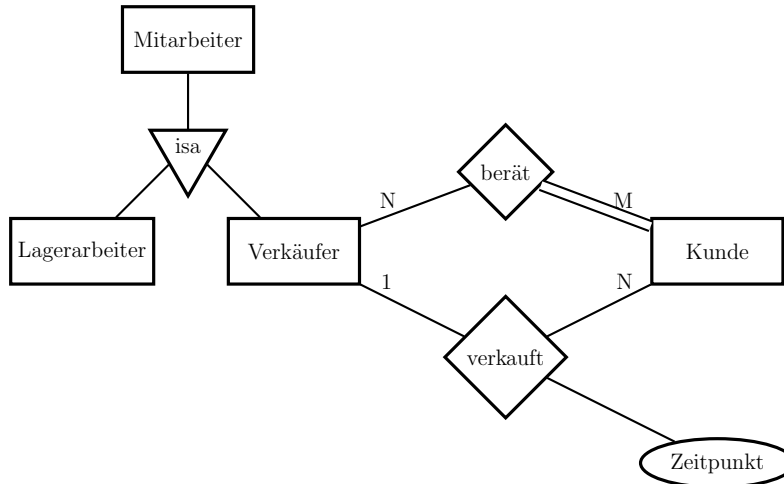 Mitarbeiter
isa
berät
N
M
Lagerarbeiter
Verkäufer
Kunde
1
N
verkauft
Zeitpunkt